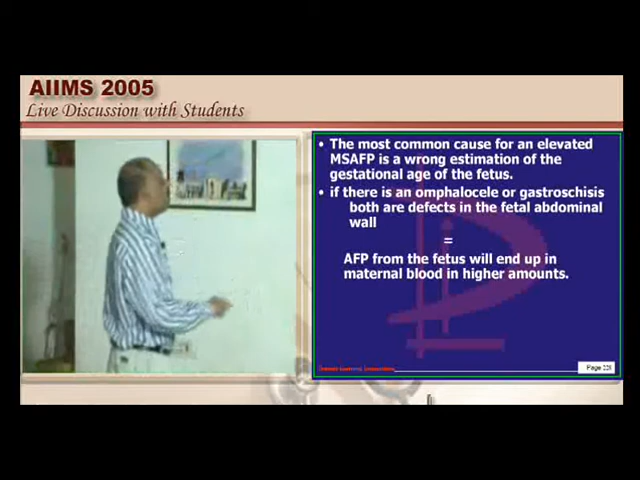 AIIMS 2005
Live Discussion with Students
• The most common cause for an elevated
MSAFP is a wrong estimation of the
gestational age of the fetus.
• if there is an omphalocele or gastroschisis
both are defects in the fetal abdominal
wall
=
AFP from the fetus will end up in
maternal blood in higher amounts.
Page